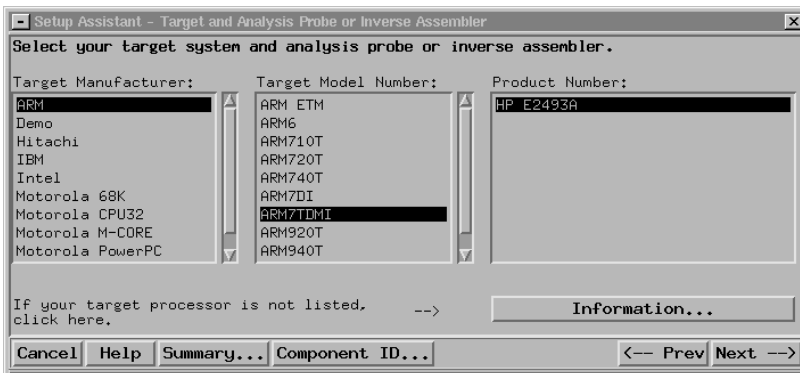 Setup Assistant - Target and Analysis Probe or Inverse Assembler
Select your target system and analysis probe or inverse assembler.
Target Manufacturer:
ARM
Demo
Hitachi
IBM
Intel
Motorola 68K
Motorola CPU32
Motorola M-CORE
Motorola PowerPC
Target Model Number:
ARM ETM
ARM6
ARM710T
ARM720T
ARM740T
ARM7DI
ARM7TDMI
ARM920T
ARM940T
Product Number:
HP E2493A
If your target processor is not listed, -->
click here.
Information...
Cancel Help Summary... Component ID... <-- Prev Next -->